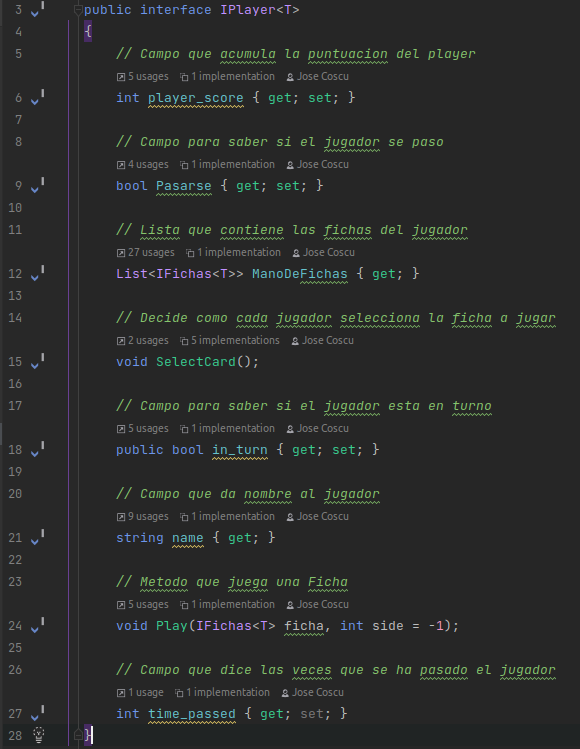 3 public interface IPlayer<T>
4 {
5 // Campo que acumula la puntuacion del player
5 usages 1 implementation Jose Coscu
6 int player_score { get; set; }
7
8 // Campo para saber si el jugador se paso
4 usages 1 implementation Jose Coscu
9 bool Pasarse { get; set; }
10
11 // Lista que contiene las fichas del jugador
27 usages 1 implementation Jose Coscu
12 List<IFichas<T>> ManoDeFichas { get; }
13
14 // Decide como cada jugador selecciona la ficha a jugar
2 usages 5 implementations Jose Coscu
15 void SelectCard();
16
17 // Campo para saber si el jugador esta en turno
5 usages 1 implementation Jose Coscu
18 public bool in_turn { get; set; }
19
20 // Campo que da nombre al jugador
9 usages 1 implementation Jose Coscu
21 string name { get; }
22
23 // Metodo que juega una Ficha
5 usages 1 implementation Jose Coscu
24 void Play(IFichas<T> ficha, int side = -1);
25
26 // Campo que dice las veces que se ha pasado el jugador
1 usage 1 implementation Jose Coscu
27 int time_passed { get; set; }
28 }